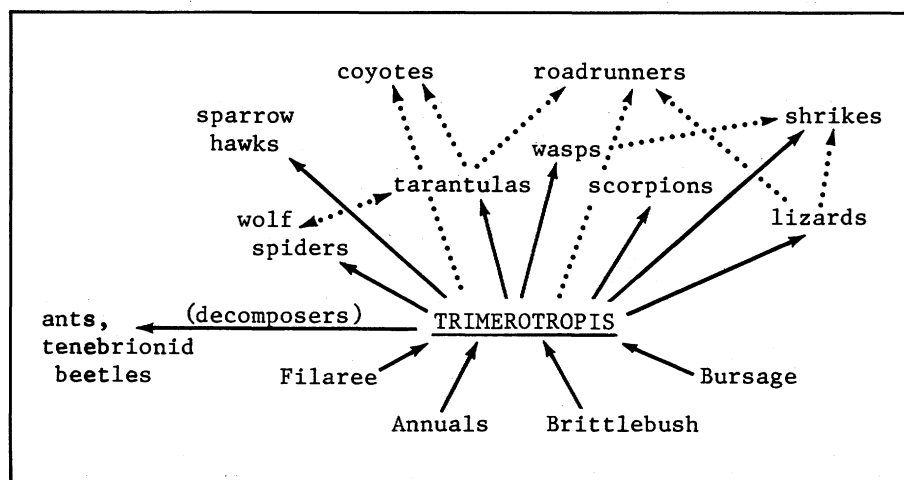 coyotes
roadrunners
sparrow
hawks
shrikes
wasps
tarantulas
scorpions
wolf
spiders
lizards
(decomposers)
TRIMEROTROPIS
ants,
tenebrionid
beetles
Filaree
Bursage
Annuals
Brittlebush